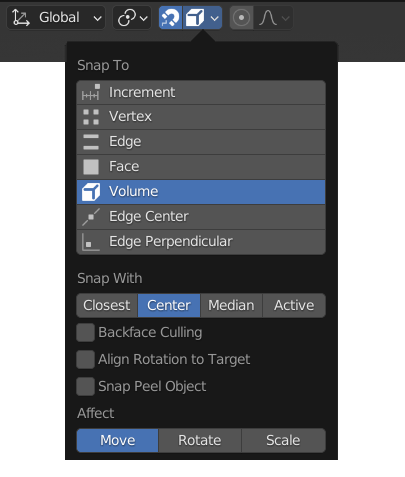 Global
Snap To
Increment
Vertex
Edge
Face
Volume
Edge Center
Edge Perpendicular
Snap With
Closest Center Median Active
Backface Culling
Align Rotation to Target
Snap Peel Object
Affect
Move Rotate Scale